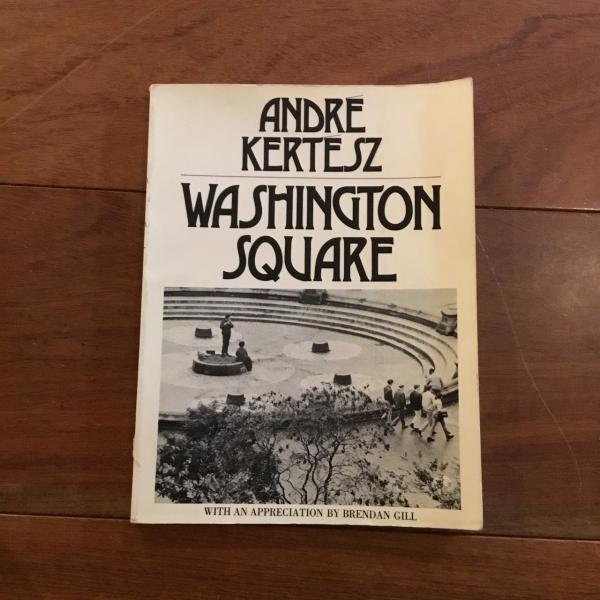 ANDRÉ
KERTÉSZ
WASHINGTON
SQUARE
WITH AN APPRECIATION BY BRENDAN GILL